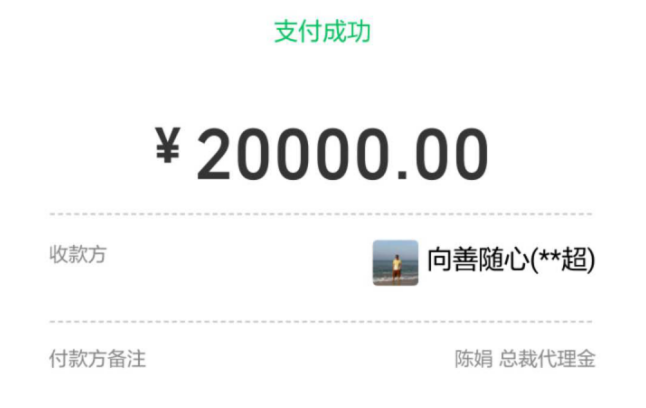 支付成功
¥ 20000.00
收款方 向善随心(**超)
付款方备注 陈娟 总裁代理金